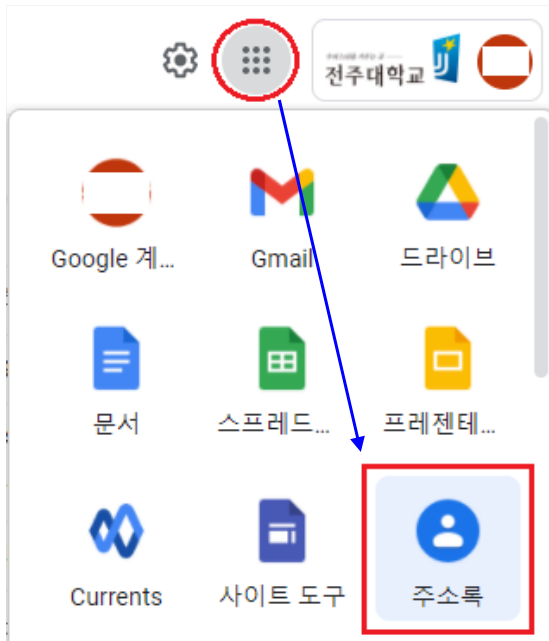 전주대학교
Google 계...
Gmail
드라이브
문서
스프레드...
프레젠테...
Currents
사이트 도구
주소록